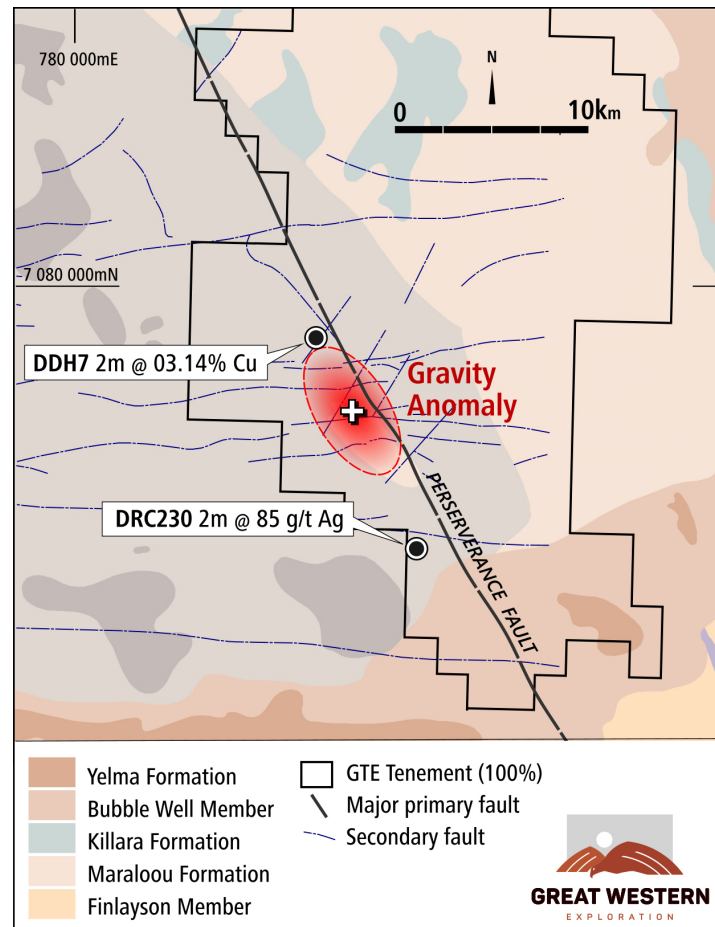 780 000mE
N
0
10km
7 080 000mN
DDH7 2m @ 03.14% Cu
Gravity
Anomaly
DRC230 2m @ 85 g/t Ag
PERSERVERANCE FAULT
Yelma Formation
Bubble Well Member
Killara Formation
Maraloou Formation
Finlayson Member
GTE Tenement (100%)
Major primary fault
Secondary fault
GREAT WESTERN
EXPLORATION